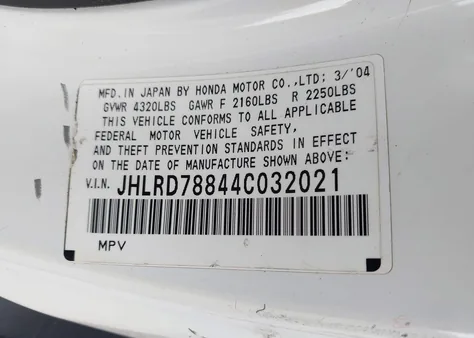 MFD.IN JAPAN BY HONDA MOTOR CO.,LTD; 3/'04
GVWR 4320LBS GAWR F 2160LBS R 2250LBS
THIS VEHICLE CONFORMS TO ALL APPLICABLE
FEDERAL MOTOR VEHICLE SAFETY,
AND THEFT PREVENTION STANDARDS IN EFFECT
ON THE DATE OF MANUFACTURE SHOWN ABOVE:
V.I.N. JHLRD78844C032021
MPV